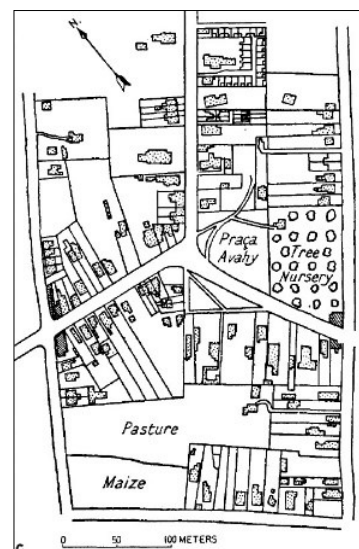 N.
Praça
Avahy
Tree
Nursery
Pasture
Maize
C
0 50 100 METERS